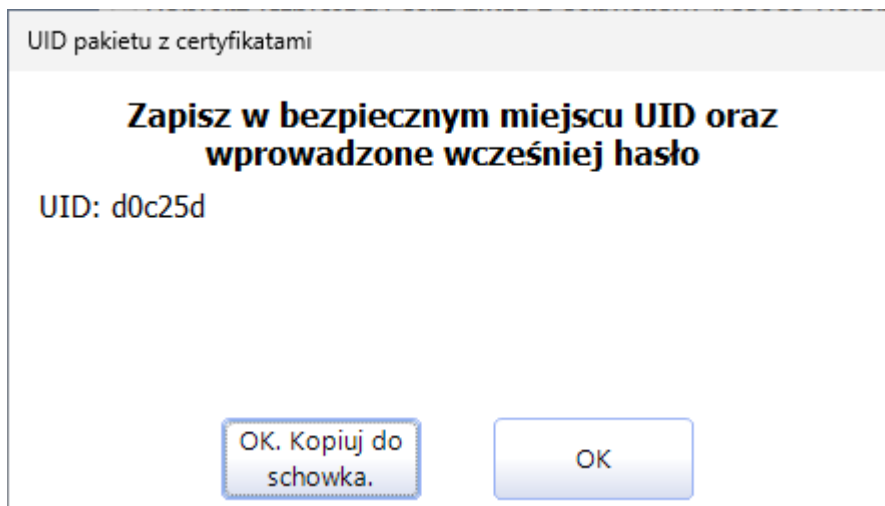 UID pakietu z certyfikatami
Zapisz w bezpiecznym miejscu UID oraz
wprowadzone wcześniej hasło
UID: d0c25d
OK. Kopiuj do
schowka.
OK